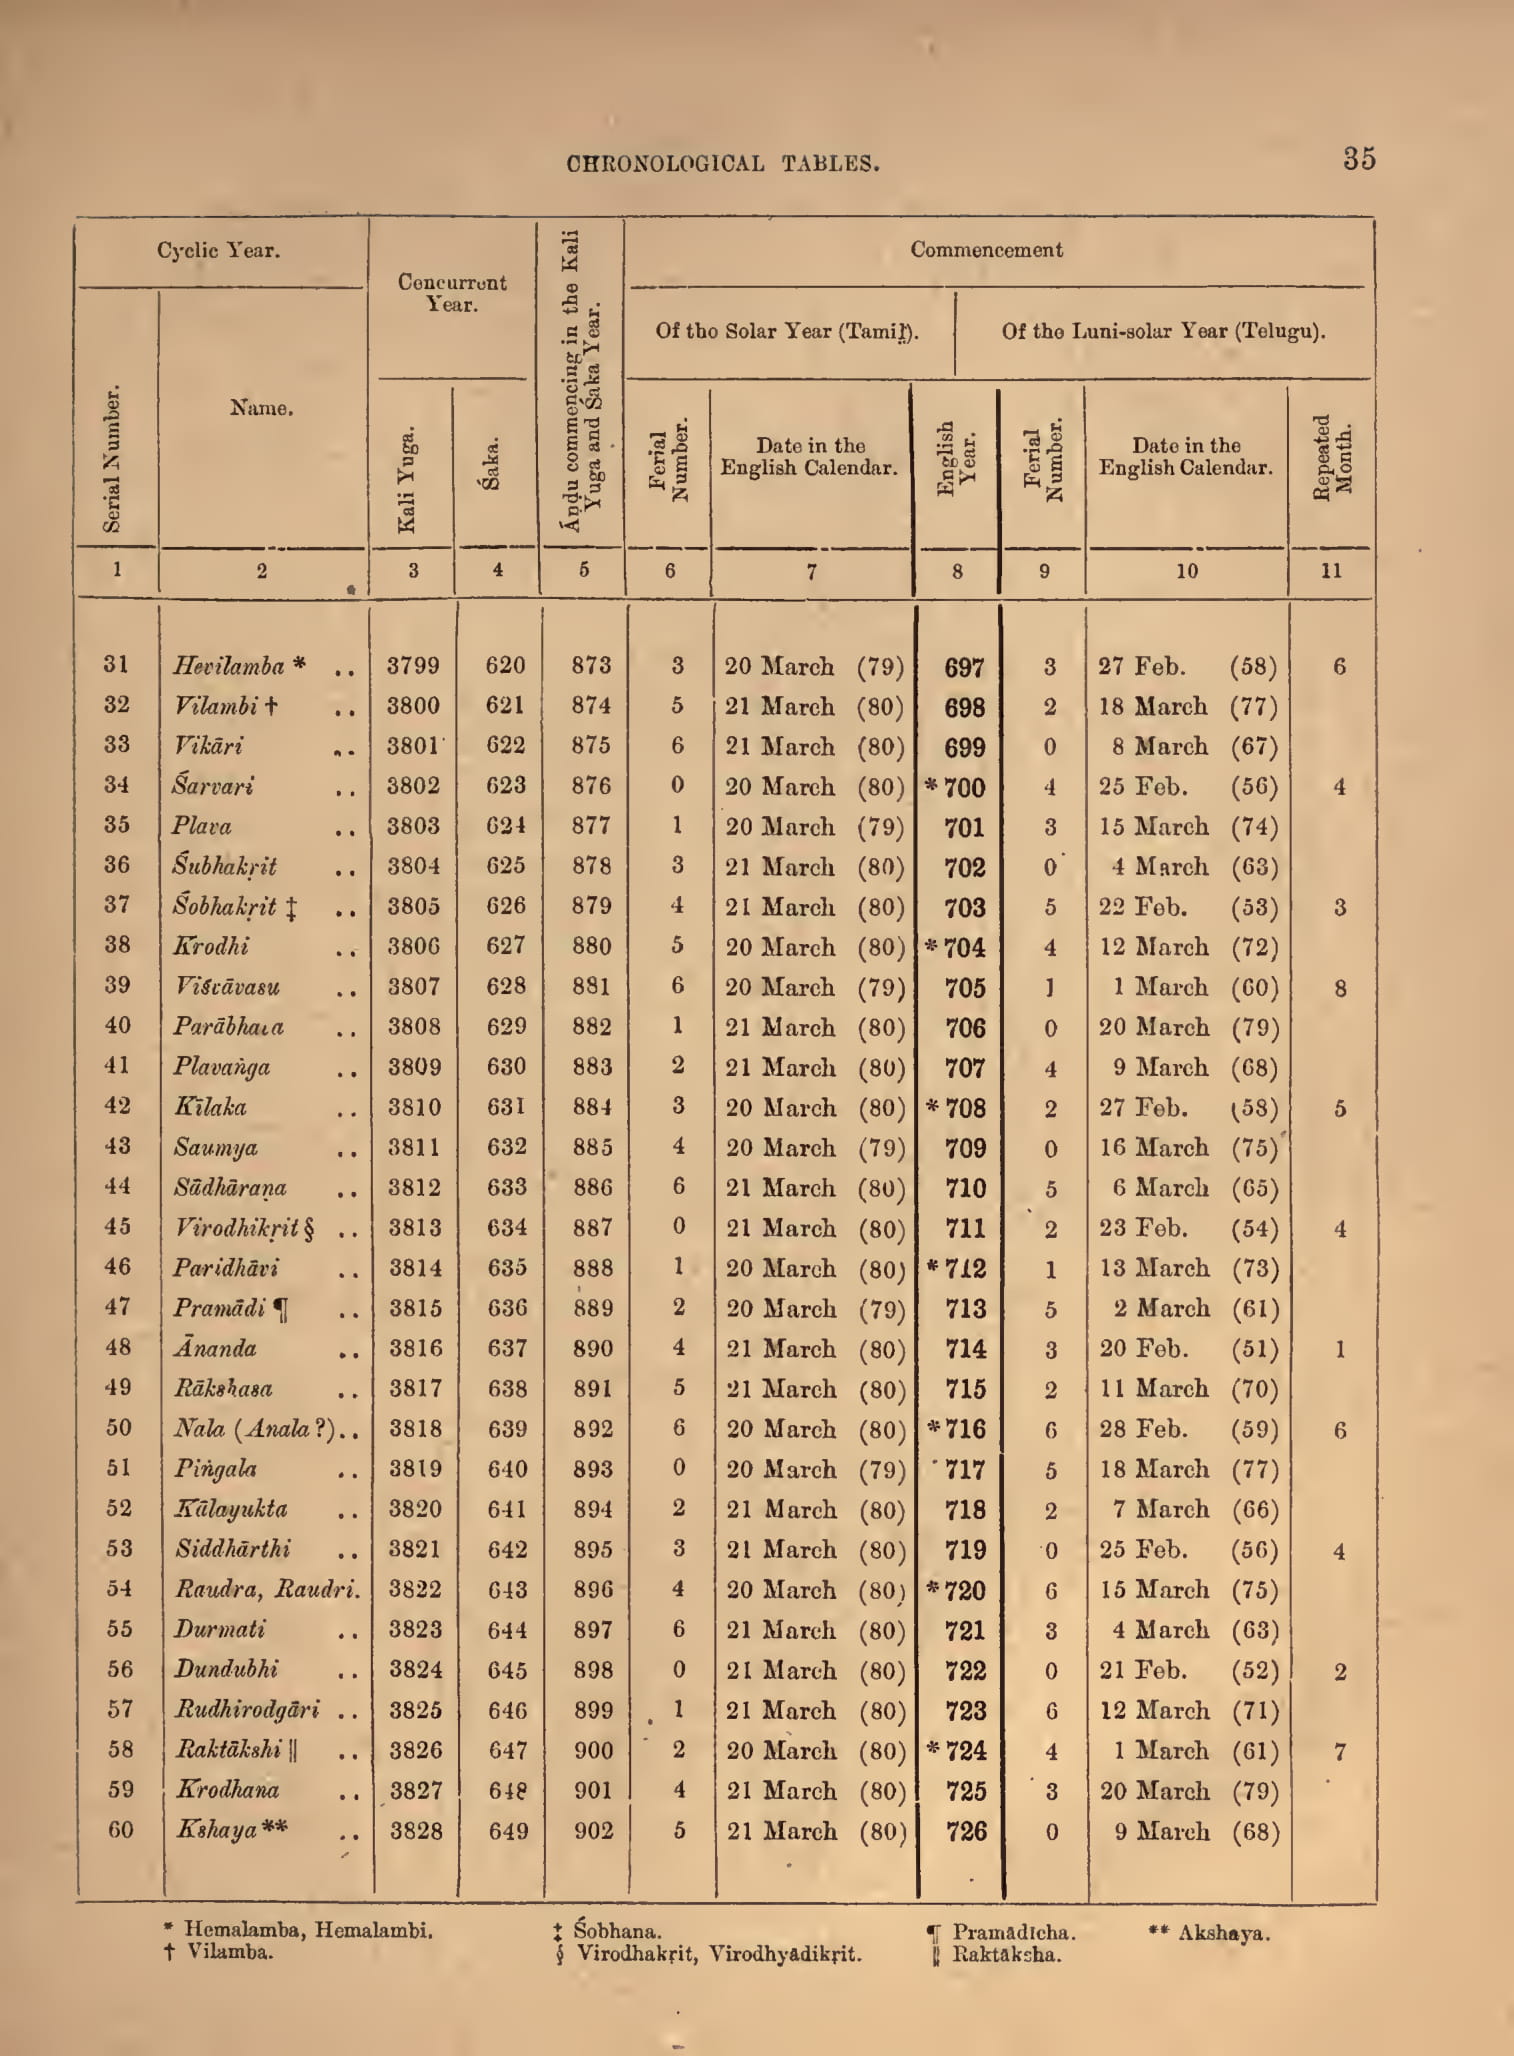 CHRONOLOGICAL TABLES.
35
Cyclic Year.
Concurrent Year.
Āṇḍu commencing in the Kali Yuga and Śaka Year.
Commencement
Of the Solar Year (Tamiḻ).
Of the Luni-solar Year (Telugu).
Serial Number.
Name.
Kali Yuga.
Śaka.
Ferial Number.
Date in the English Calendar.
English Year.
Ferial Number.
Date in the English Calendar.
Repeated Month.
1 2 3 4 5 6 7 8 9 10 11
31 Hevilamba * .. 3799 620 873 3 20 March (79) 697 3 27 Feb. (58) 6
32 Vilambi † .. 3800 621 874 5 21 March (80) 698 2 18 March (77)
33 Vikāri .. 3801 622 875 6 21 March (80) 699 0 8 March (67)
34 Śarvari .. 3802 623 876 0 20 March (80) *700 4 25 Feb. (56) 4
35 Plava .. 3803 624 877 1 20 March (79) 701 3 15 March (74)
36 Śubhakṛit .. 3804 625 878 3 21 March (80) 702 0 4 March (63)
37 Śobhakṛit ‡ .. 3805 626 879 4 21 March (80) 703 5 22 Feb. (53) 3
38 Krodhi .. 3806 627 880 5 20 March (80) *704 4 12 March (72)
39 Viśvāvasu .. 3807 628 881 6 20 March (79) 705 1 1 March (60) 8
40 Parābhava .. 3808 629 882 1 21 March (80) 706 0 20 March (79)
41 Plavaṅga .. 3809 630 883 2 21 March (80) 707 4 9 March (68)
42 Kīlaka .. 3810 631 884 3 20 March (80) *708 2 27 Feb. (58) 5
43 Saumya .. 3811 632 885 4 20 March (79) 709 0 16 March (75)
44 Sādhāraṇa .. 3812 633 886 6 21 March (80) 710 5 6 March (65)
45 Virodhikṛit § .. 3813 634 887 0 21 March (80) 711 2 23 Feb. (54) 4
46 Paridhāvi .. 3814 635 888 1 20 March (80) *712 1 13 March (73)
47 Pramādi ¶ .. 3815 636 889 2 20 March (79) 713 5 2 March (61)
48 Ānanda .. 3816 637 890 4 21 March (80) 714 3 20 Feb. (51) 1
49 Rākshasa .. 3817 638 891 5 21 March (80) 715 2 11 March (70)
50 Nala (Anala?).. 3818 639 892 6 20 March (80) *716 6 28 Feb. (59) 6
51 Piṅgala .. 3819 640 893 0 20 March (79) 717 5 18 March (77)
52 Kālayukta .. 3820 641 894 2 21 March (80) 718 2 7 March (66)
53 Siddhārthi .. 3821 642 895 3 21 March (80) 719 0 25 Feb. (56) 4
54 Raudra, Raudri. 3822 643 896 4 20 March (80) *720 6 15 March (75)
55 Durmati .. 3823 644 897 6 21 March (80) 721 3 4 March (63)
56 Dundubhi .. 3824 645 898 0 21 March (80) 722 0 21 Feb. (52) 2
57 Rudhirodgāri .. 3825 646 899 1 21 March (80) 723 6 12 March (71)
58 Raktākshi ‖ .. 3826 647 900 2 20 March (80) *724 4 1 March (61) 7
59 Krodhana .. 3827 648 901 4 21 March (80) 725 3 20 March (79)
60 Kshaya ** .. 3828 649 902 5 21 March (80) 726 0 9 March (68)
* Hemalamba, Hemalambi. ‡ Śobhana. ¶ Pramādīcha. ** Akshaya.
† Vilamba. § Virodhakṛit, Virodhyādikṛit. ‖ Raktāksha.